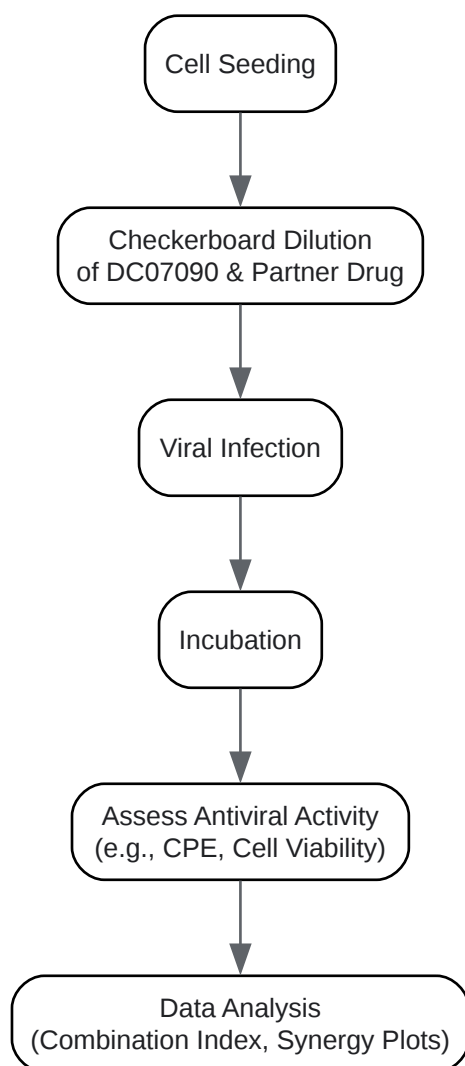 Cell Seeding
Checkerboard Dilution
of DC07090 & Partner Drug
Viral Infection
Incubation
Assess Antiviral Activity
(e.g., CPE, Cell Viability)
Data Analysis
(Combination Index, Synergy Plots)